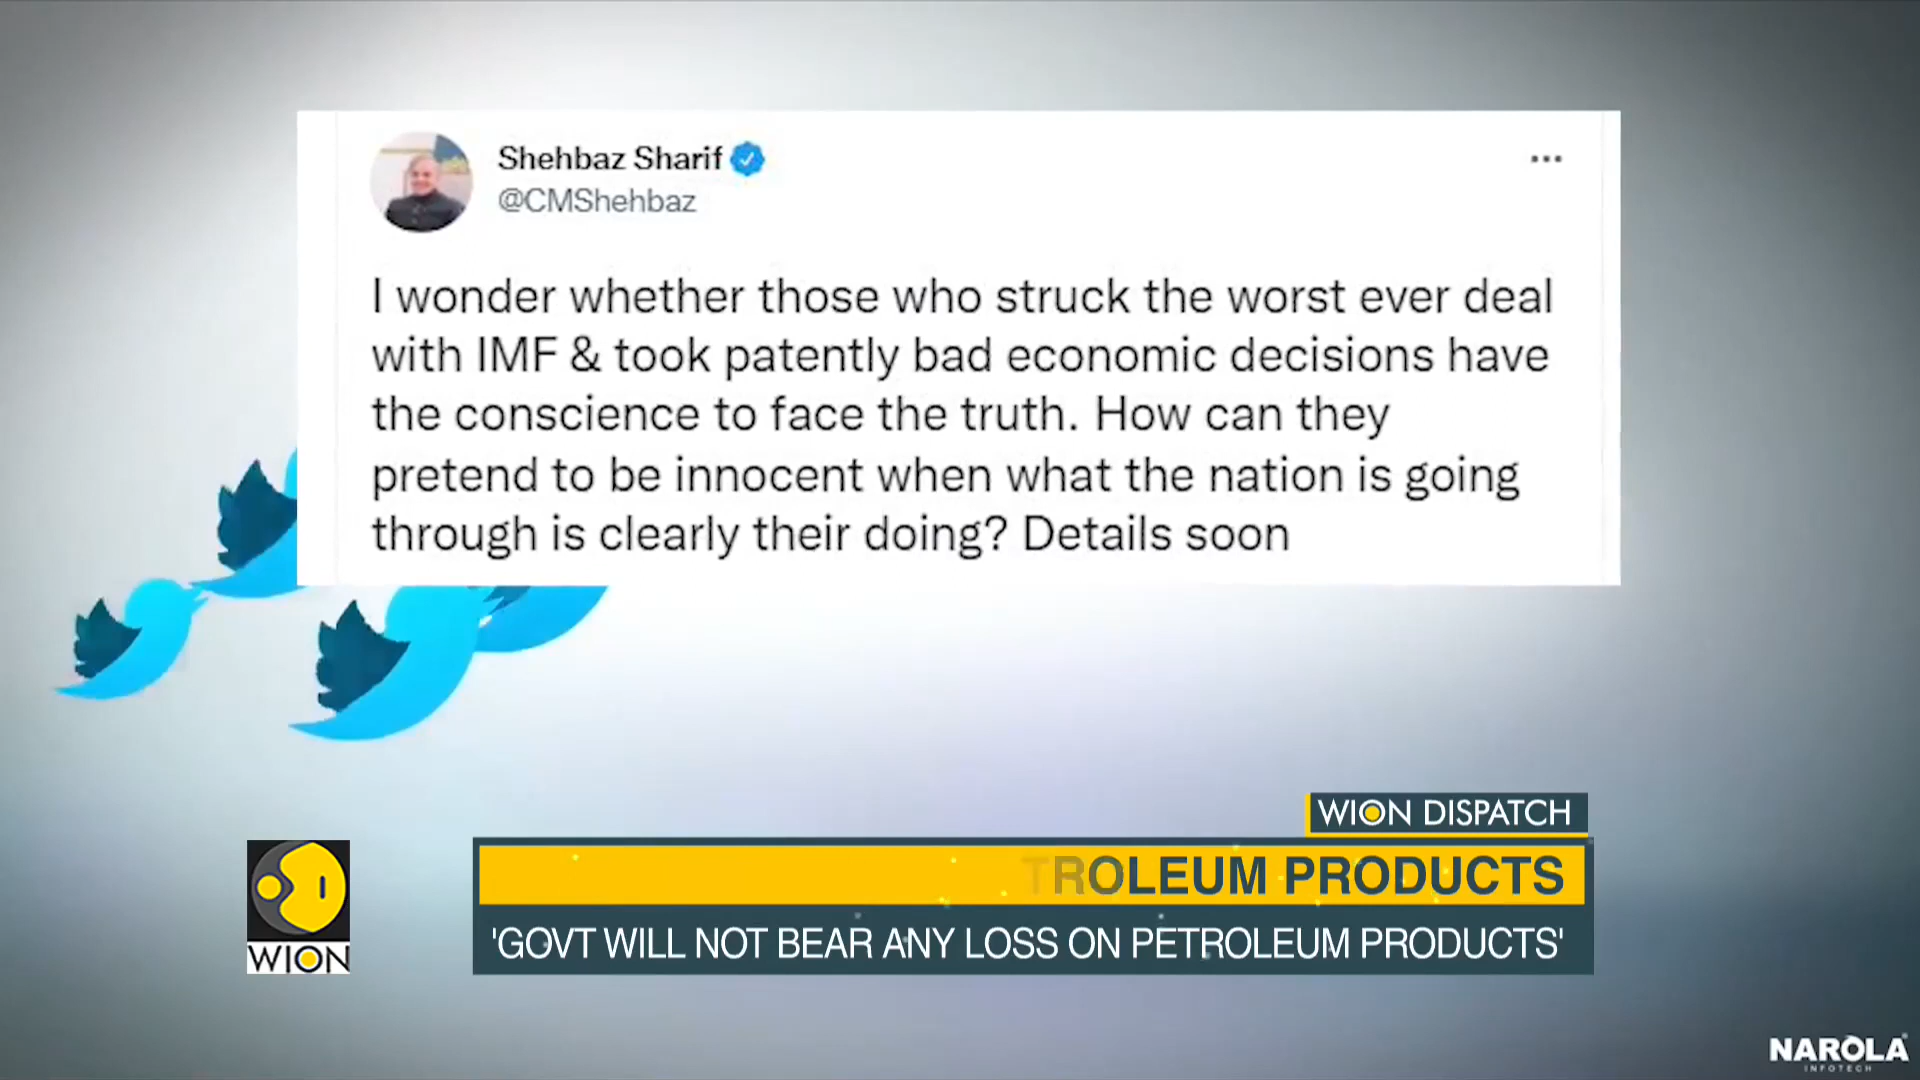 Shehbaz Sharif
@CMShehbaz
I wonder whether those who struck the worst ever deal
with IMF & took patently bad economic decisions have
the conscience to face the truth. How can they
pretend to be innocent when what the nation is going
through is clearly their doing? Details soon
WION DISPATCH
TROLEUM PRODUCTS
'GOVT WILL NOT BEAR ANY LOSS ON PETROLEUM PRODUCTS'
WION
NAROLA
INFOTECH